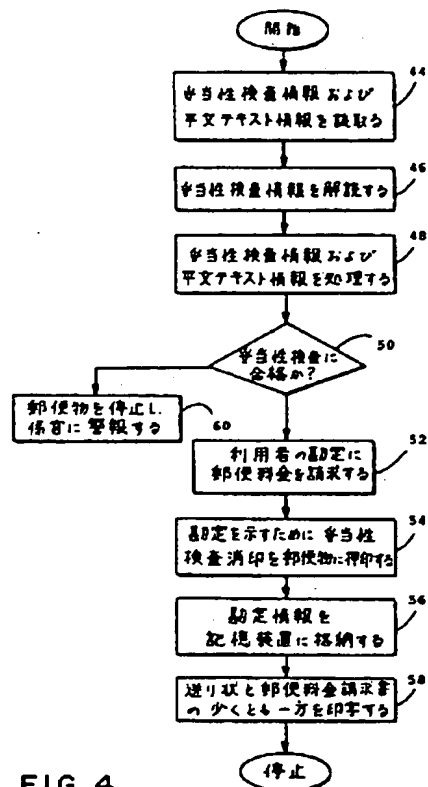 開始
44
妥当性検査情報および
平文テキスト情報を読取る
46
妥当性検査情報を解読する
48
妥当性検査情報および
平文テキスト情報を処理する
50
妥当性検査に
合格か?
郵便物を停止し
保官に警報する
60
52
利用者の勘定に
郵便料金を請求する
54
勘定を示すために妥当性
検査消印を郵便物に押印する
56
勘定情報を
記憶装置に格納する
58
送り状と郵便料金請求書
の少くとも一方を印字する
停止
FIG.4